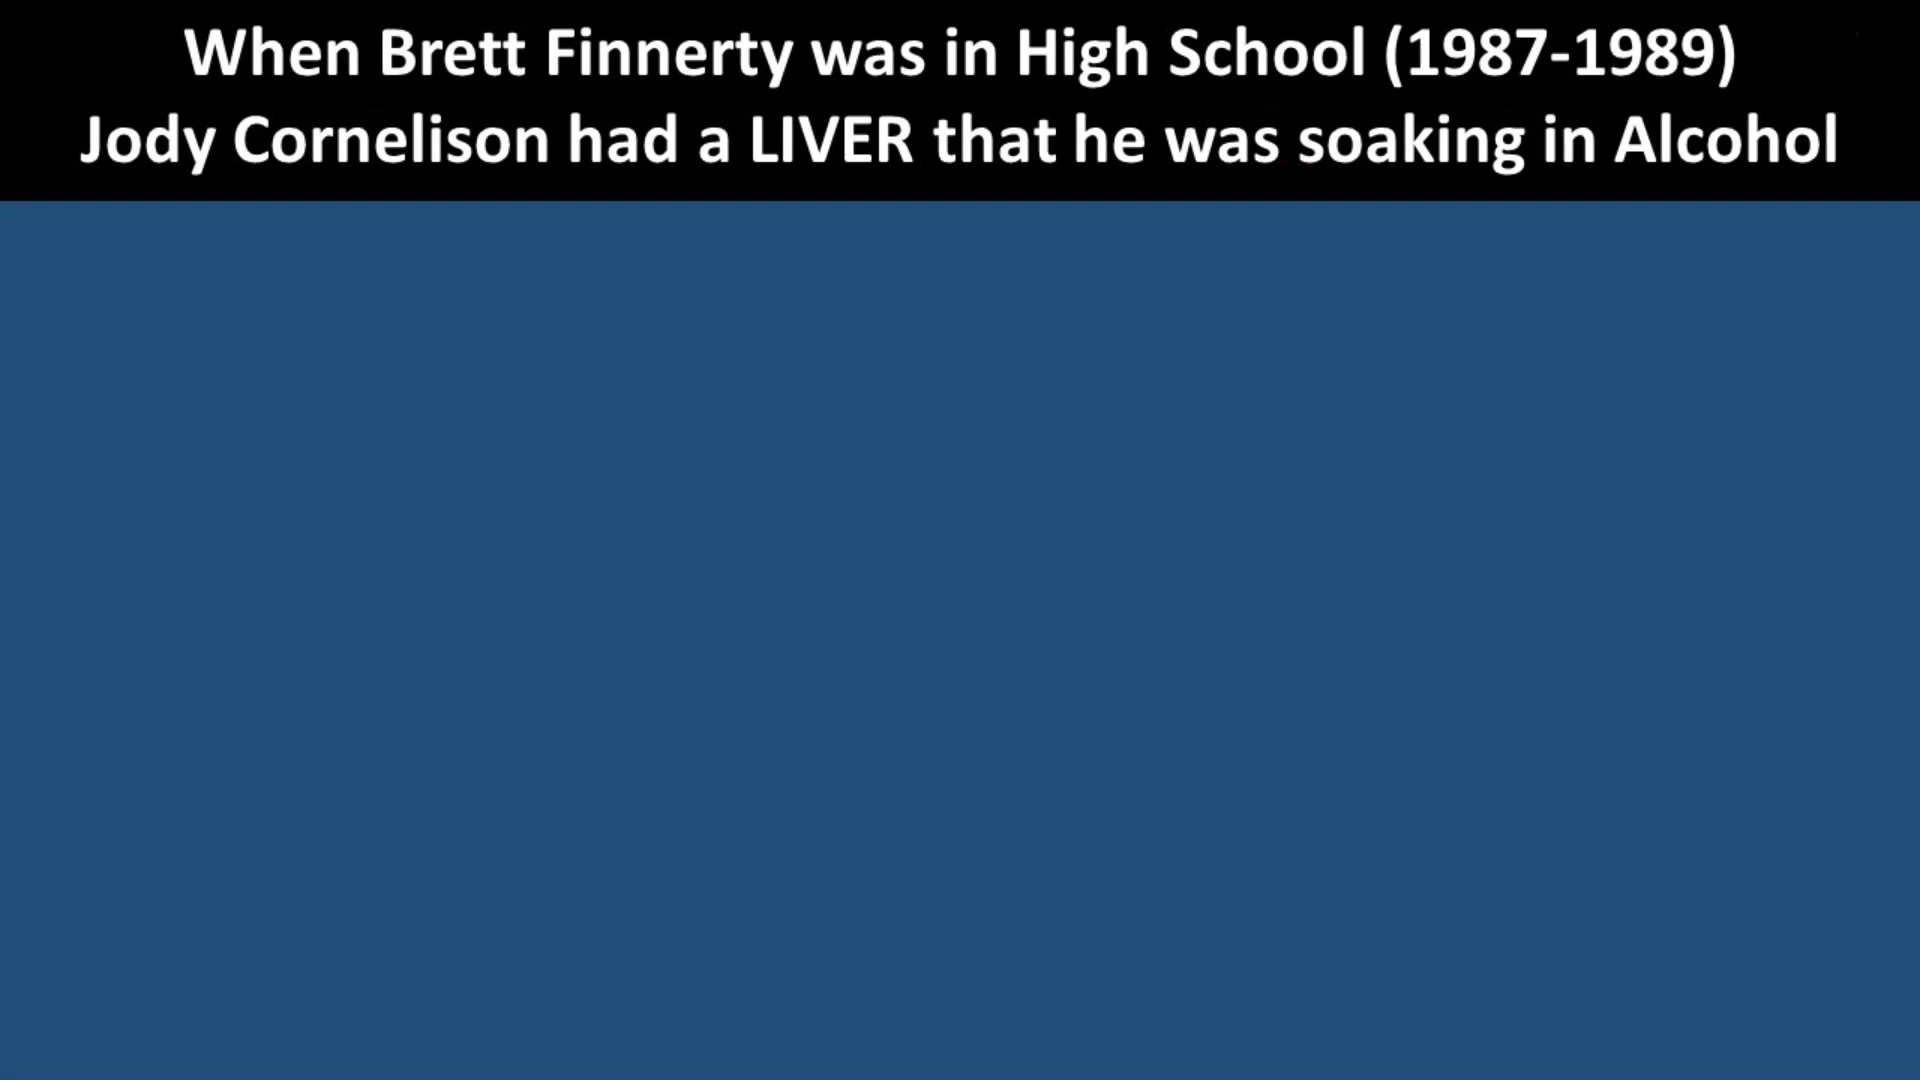 When Brett Finnerty was in High School (1987-1989)
Jody Cornelison had a LIVER that he was soaking in Alcohol